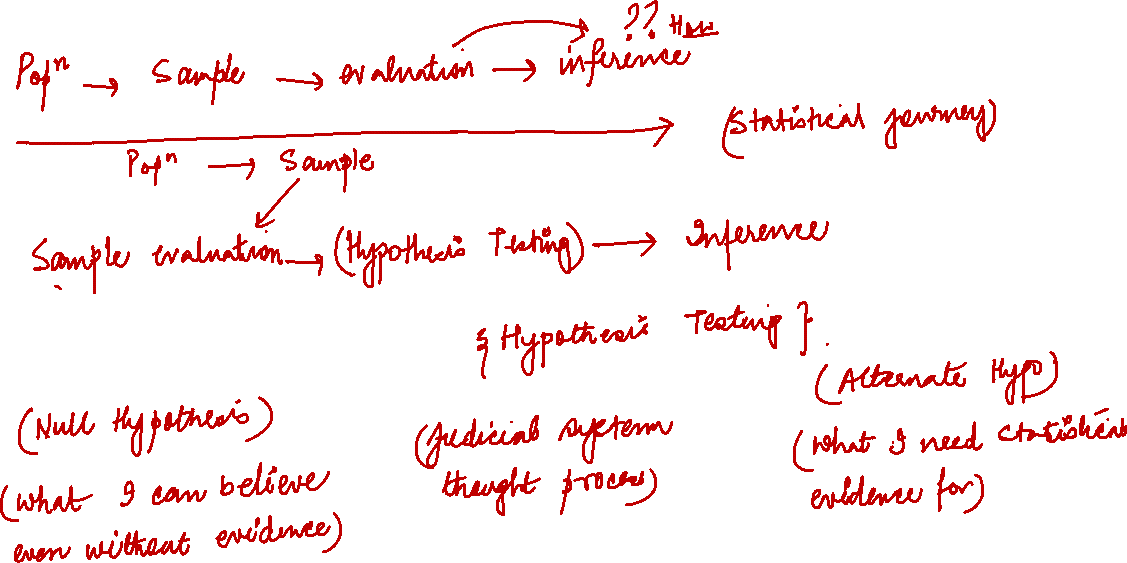 ?? How
Popⁿ → Sample → evaluation → inference
(Statistical journey)
Popⁿ → Sample
Sample evaluation → (Hypothesis Testing) → Inference
{ Hypothesis Testing }
(Null Hypothesis)
(what I can believe
even without evidence)
(Judicial system
thought process)
(Alternate Hypo)
(what I need statistical
evidence for)